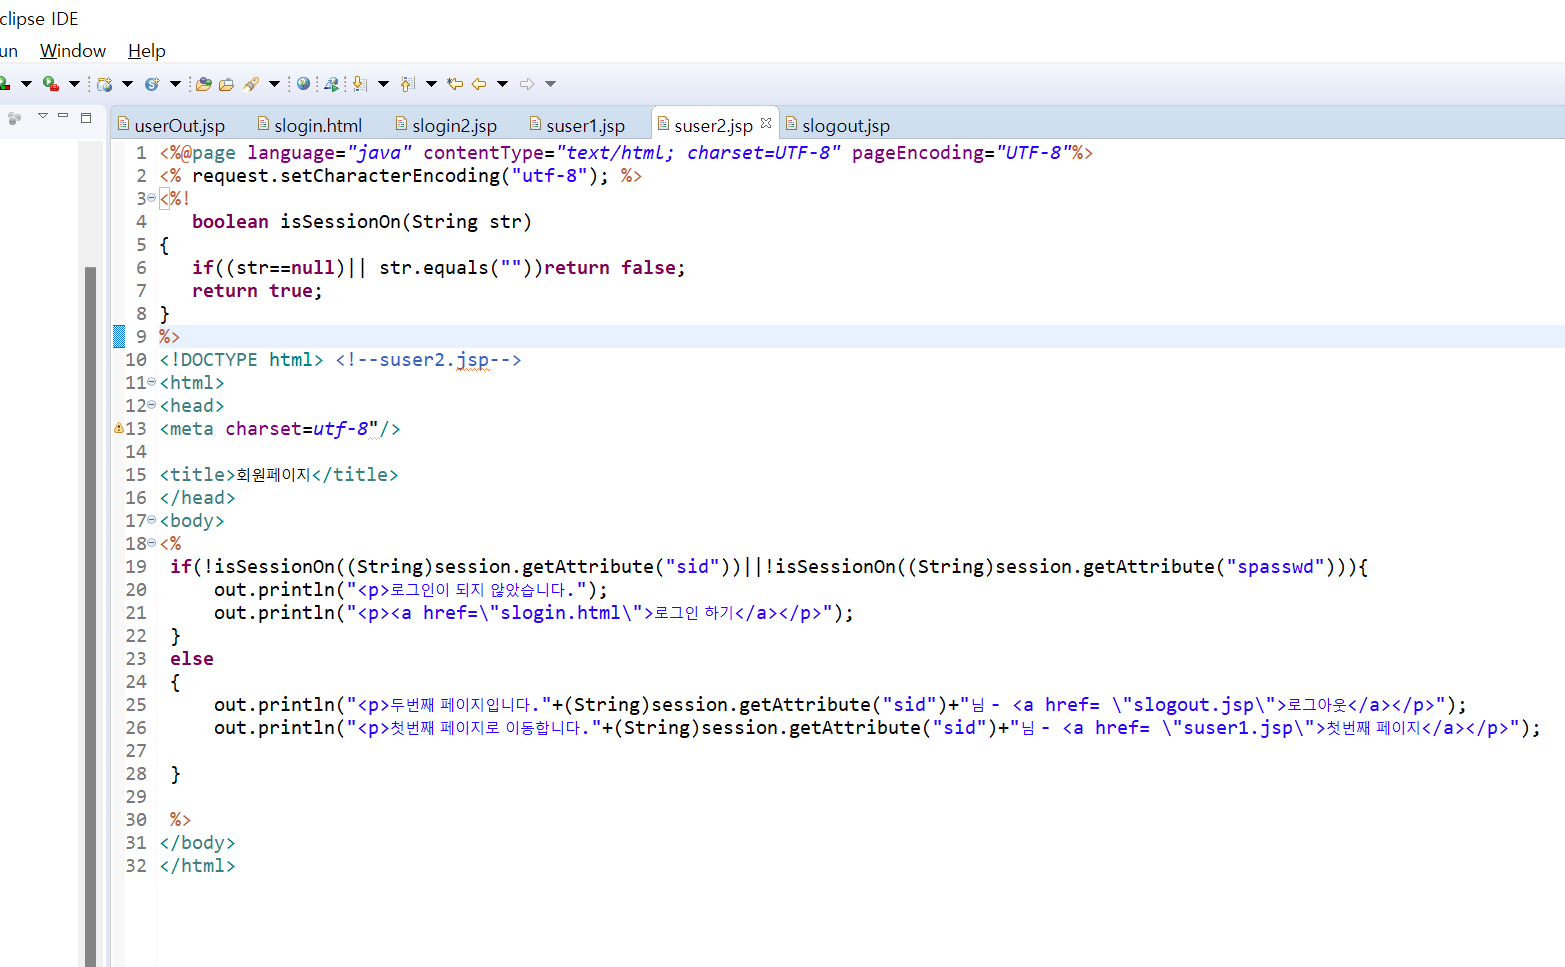 clipse IDE
un Window Help
userOut.jsp slogin.html slogin2.jsp suser1.jsp suser2.jsp slogout.jsp
1 <%@page language="java" contentType="text/html; charset=UTF-8" pageEncoding="UTF-8"%>
2 <% request.setCharacterEncoding("utf-8"); %>
3 <%!
4 boolean isSessionOn(String str)
5 {
6 if((str==null)|| str.equals(""))return false;
7 return true;
8 }
9 %>
10 <!DOCTYPE html> <!--suser2.jsp-->
11 <html>
12 <head>
13 <meta charset=utf-8"/>
14
15 <title>회원페이지</title>
16 </head>
17 <body>
18 <%
19 if(!isSessionOn((String)session.getAttribute("sid"))||!isSessionOn((String)session.getAttribute("spasswd"))){
20 out.println("<p>로그인이 되지 않았습니다.");
21 out.println("<p><a href=\"slogin.html\">로그인 하기</a></p>");
22 }
23 else
24 {
25 out.println("<p>두번째 페이지입니다."+(String)session.getAttribute("sid")+"님 - <a href= \"slogout.jsp\">로그아웃</a></p>");
26 out.println("<p>첫번째 페이지로 이동합니다."+(String)session.getAttribute("sid")+"님 - <a href= \"suser1.jsp\">첫번째 페이지</a></p>");
27
28 }
29
30 %>
31 </body>
32 </html>